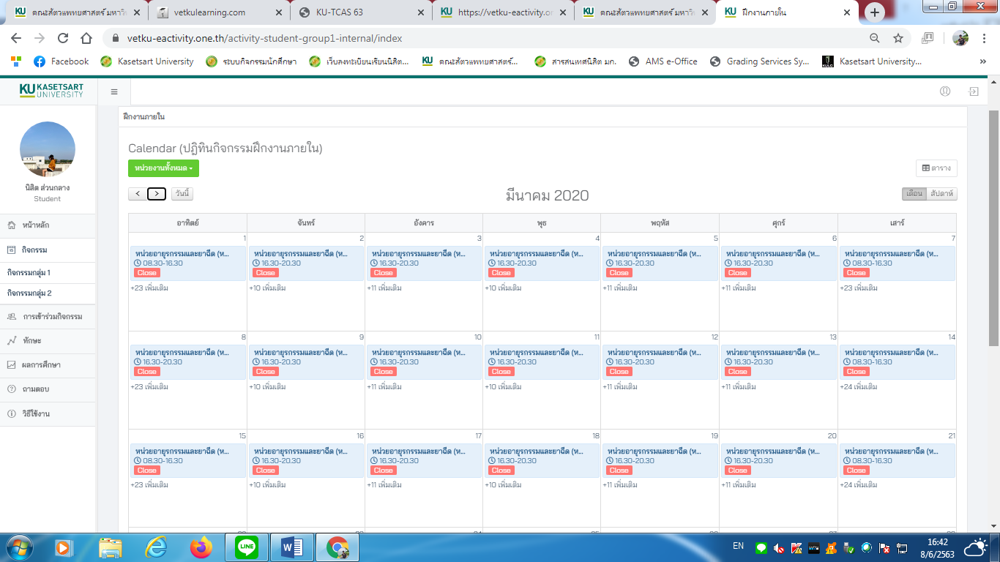 คณะสัตวแพทยศาสตร์ มหาวิท
vetkulearning.com
KU-TCAS 63
https://vetku-eactivity.on
คณะสัตวแพทยศาสตร์ มหาวิท
ฝึกงานภายใน
vetku-eactivity.one.th/activity-student-group1-internal/index
Facebook
Kasetsart University
ระบบกิจกรรมนักศึกษา
เว็บลงทะเบียนเรียนนิสิต...
คณะสัตวแพทยศาสตร์...
สารสนเทศนิสิต มก.
AMS e-Office
Grading Services Sy...
Kasetsart University...
KU KASETSART UNIVERSITY
นิสิต ส่วนกลาง
Student
หน้าหลัก
กิจกรรม
กิจกรรมกลุ่ม 1
กิจกรรมกลุ่ม 2
การเข้าร่วมกิจกรรม
ทักษะ
ผลการศึกษา
ถามตอบ
วิธีใช้งาน
ฝึกงานภายใน
Calendar (ปฏิทินกิจกรรมฝึกงานภายใน)
หน่วยงานทั้งหมด
ตาราง
วันนี้
มีนาคม 2020
เดือน สัปดาห์
อาทิตย์ จันทร์ อังคาร พุธ พฤหัส ศุกร์ เสาร์
1 2 3 4 5 6 7
หน่วยอายุรกรรมและยาฉีด (ห... หน่วยอายุรกรรมและยาฉีด (ห... หน่วยอายุรกรรมและยาฉีด (ห... หน่วยอายุรกรรมและยาฉีด (ห... หน่วยอายุรกรรมและยาฉีด (ห... หน่วยอายุรกรรมและยาฉีด (ห... หน่วยอายุรกรรมและยาฉีด (ห...
08.30-16.30 16.30-20.30 16.30-20.30 16.30-20.30 16.30-20.30 16.30-20.30 08.30-16.30
Close Close Close Close Close Close Close
+23 เพิ่มเติม +10 เพิ่มเติม +11 เพิ่มเติม +10 เพิ่มเติม +11 เพิ่มเติม +11 เพิ่มเติม +23 เพิ่มเติม
8 9 10 11 12 13 14
หน่วยอายุรกรรมและยาฉีด (ห... หน่วยอายุรกรรมและยาฉีด (ห... หน่วยอายุรกรรมและยาฉีด (ห... หน่วยอายุรกรรมและยาฉีด (ห... หน่วยอายุรกรรมและยาฉีด (ห... หน่วยอายุรกรรมและยาฉีด (ห... หน่วยอายุรกรรมและยาฉีด (ห...
16.30-20.30 16.30-20.30 16.30-20.30 16.30-20.30 16.30-20.30 16.30-20.30 08.30-16.30
Close Close Close Close Close Close Close
+23 เพิ่มเติม +10 เพิ่มเติม +11 เพิ่มเติม +10 เพิ่มเติม +11 เพิ่มเติม +11 เพิ่มเติม +24 เพิ่มเติม
15 16 17 18 19 20 21
หน่วยอายุรกรรมและยาฉีด (ห... หน่วยอายุรกรรมและยาฉีด (ห... หน่วยอายุรกรรมและยาฉีด (ห... หน่วยอายุรกรรมและยาฉีด (ห... หน่วยอายุรกรรมและยาฉีด (ห... หน่วยอายุรกรรมและยาฉีด (ห... หน่วยอายุรกรรมและยาฉีด (ห...
08.30-16.30 16.30-20.30 16.30-20.30 16.30-20.30 16.30-20.30 16.30-20.30 08.30-16.30
Close Close Close Close Close Close Close
+23 เพิ่มเติม +10 เพิ่มเติม +11 เพิ่มเติม +10 เพิ่มเติม +11 เพิ่มเติม +11 เพิ่มเติม +24 เพิ่มเติม
LINE
EN
16:42
8/6/2563